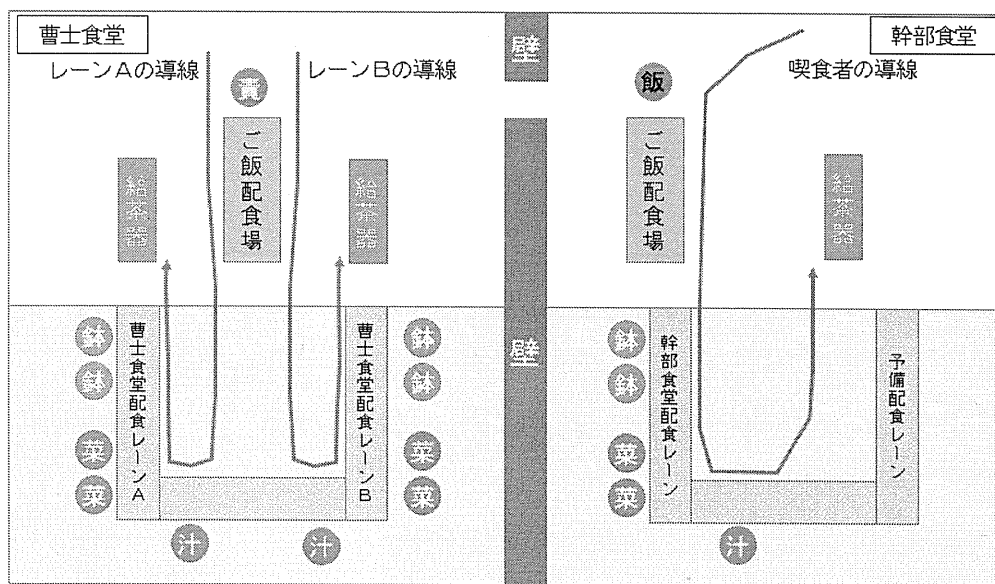 曹士食堂
幹部食堂
レーンAの導線
レーンBの導線
喫食者の導線
壁
責
飯
ご飯配食場
ご飯配食場
給茶器
給茶器
給茶器
壁
鉢
鉢
菜
菜
曹士食堂配食レーンA
曹士食堂配食レーンB
鉢
鉢
菜
菜
汁
汁
鉢
鉢
菜
菜
幹部食堂配食レーン
予備配食レーン
汁